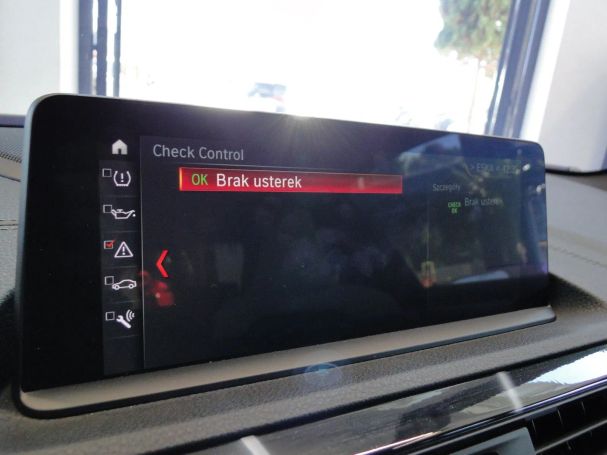 Check Control
OK Brak usterek
Szczegóły
CHECK OK
Brak usterek